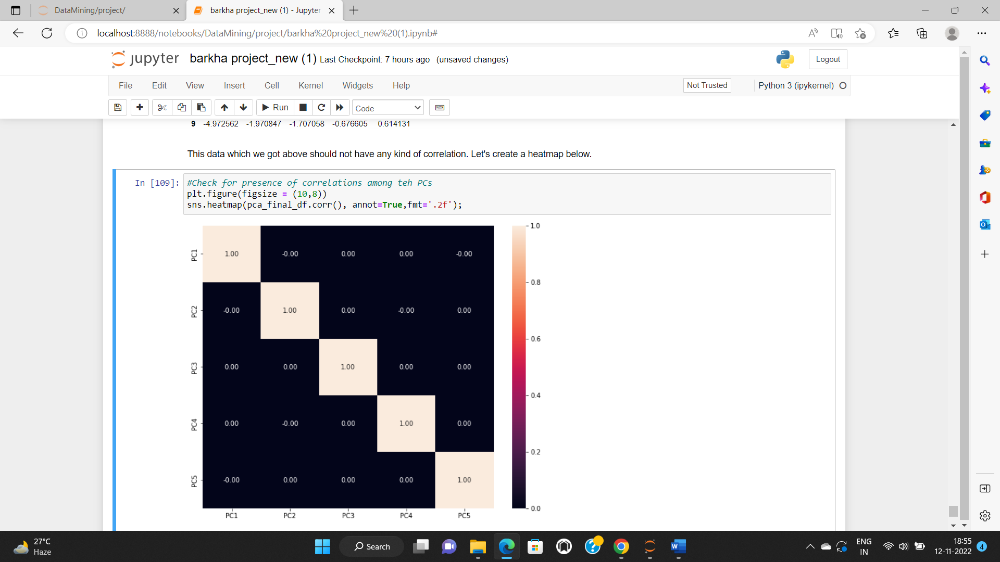 DataMining/project/
barkha project_new (1) - Jupyter
localhost:8888/notebooks/DataMining/project/barkha%20project_new%20(1).ipynb#
jupyter barkha project_new (1) Last Checkpoint: 7 hours ago (unsaved changes)
Logout
File Edit View Insert Cell Kernel Widgets Help
Not Trusted
Python 3 (ipykernel)
Run
Code
9 -4.972562 -1.970847 -1.707058 -0.676605 0.614131
This data which we got above should not have any kind of correlation. Let's create a heatmap below.
In [109]: #Check for presence of correlations among teh PCs
plt.figure(figsize = (10,8))
sns.heatmap(pca_final_df.corr(), annot=True,fmt='.2f');
PC1 1.00 -0.00 0.00 0.00 -0.00
PC2 -0.00 1.00 0.00 -0.00 0.00
PC3 0.00 0.00 1.00 0.00 0.00
PC4 0.00 -0.00 0.00 1.00 0.00
PC5 -0.00 0.00 0.00 0.00 1.00
PC1 PC2 PC3 PC4 PC5
1.0
0.8
0.6
0.4
0.2
0.0
27°C
Haze
Search
ENG
IN
18:55
12-11-2022
4